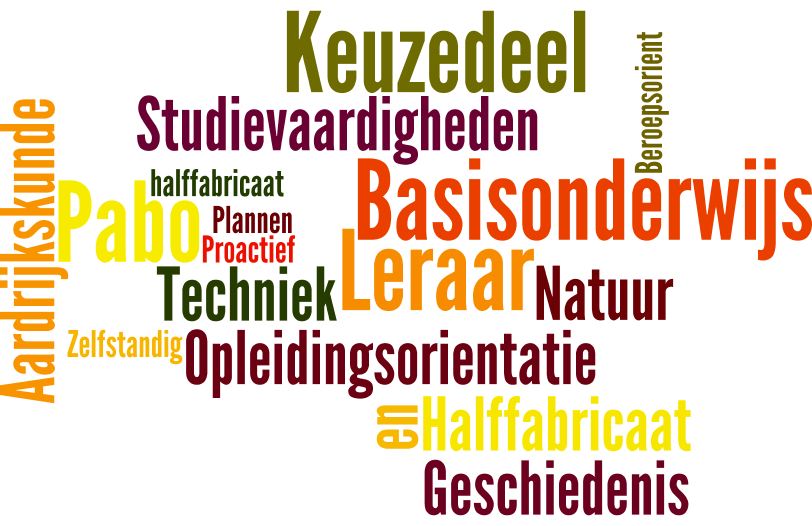 Keuzedeel
Beroepsorient
Studievaardigheden
Aardrijkskunde
halffabricaat
Basisonderwijs
Pabo
Plannen
Proactief
Leraar
Techniek
Natuur
Zelfstandig
Opleidingsorientatie
en
Halffabricaat
Geschiedenis